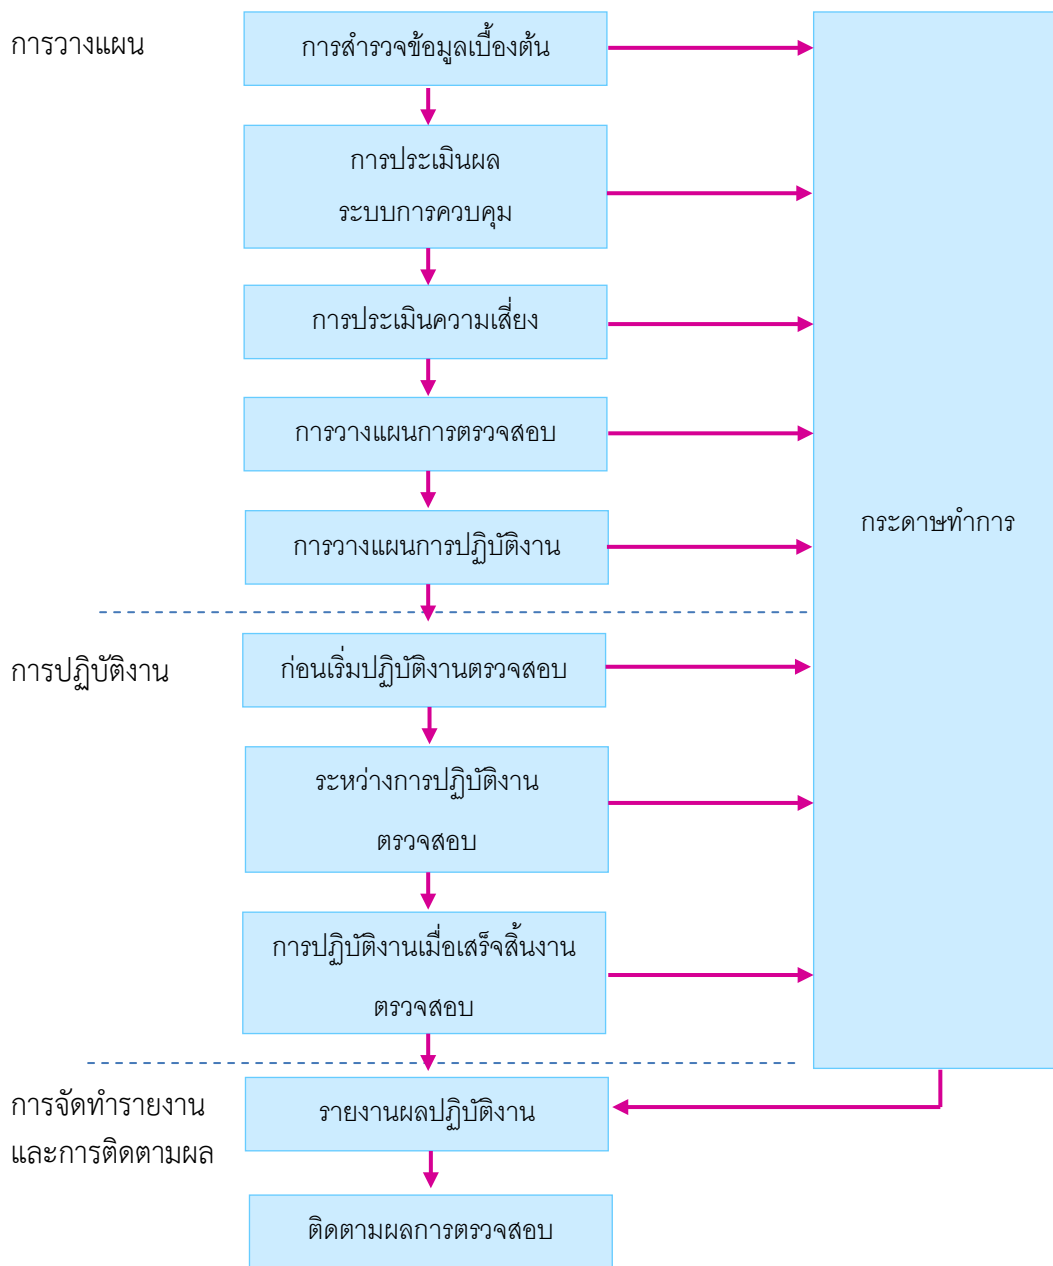 การวางแผน
การสำรวจข้อมูลเบื้องต้น
การประเมินผล
ระบบการควบคุม
การประเมินความเสี่ยง
การวางแผนการตรวจสอบ
การวางแผนการปฏิบัติงาน
กระดาษทำการ
การปฏิบัติงาน
ก่อนเริ่มปฏิบัติงานตรวจสอบ
ระหว่างการปฏิบัติงาน
ตรวจสอบ
การปฏิบัติงานเมื่อเสร็จสิ้นงาน
ตรวจสอบ
การจัดทำรายงาน
และการติดตามผล
รายงานผลปฏิบัติงาน
ติดตามผลการตรวจสอบ